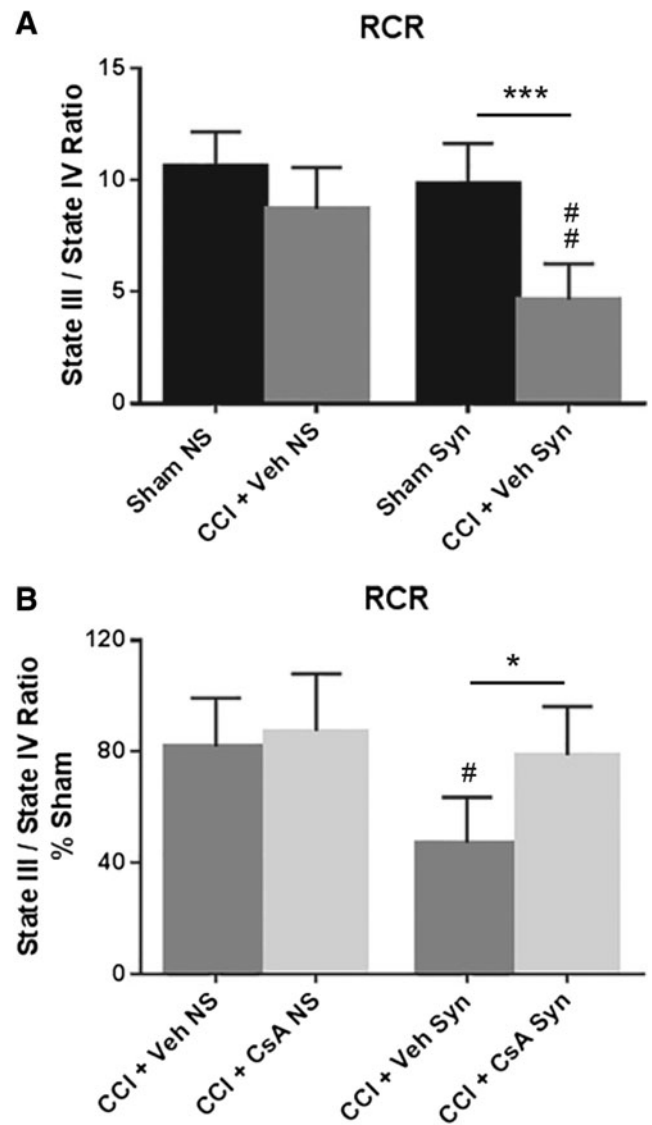 A
RCR
State III / State IV Ratio
15
10
5
0
***
#
#
Sham NS
CCI + Veh NS
Sham Syn
CCI + Veh Syn
B
RCR
State III / State IV Ratio
% Sham
120
80
40
0
*
#
CCI + Veh NS
CCI + CsA NS
CCI + Veh Syn
CCI + CsA Syn